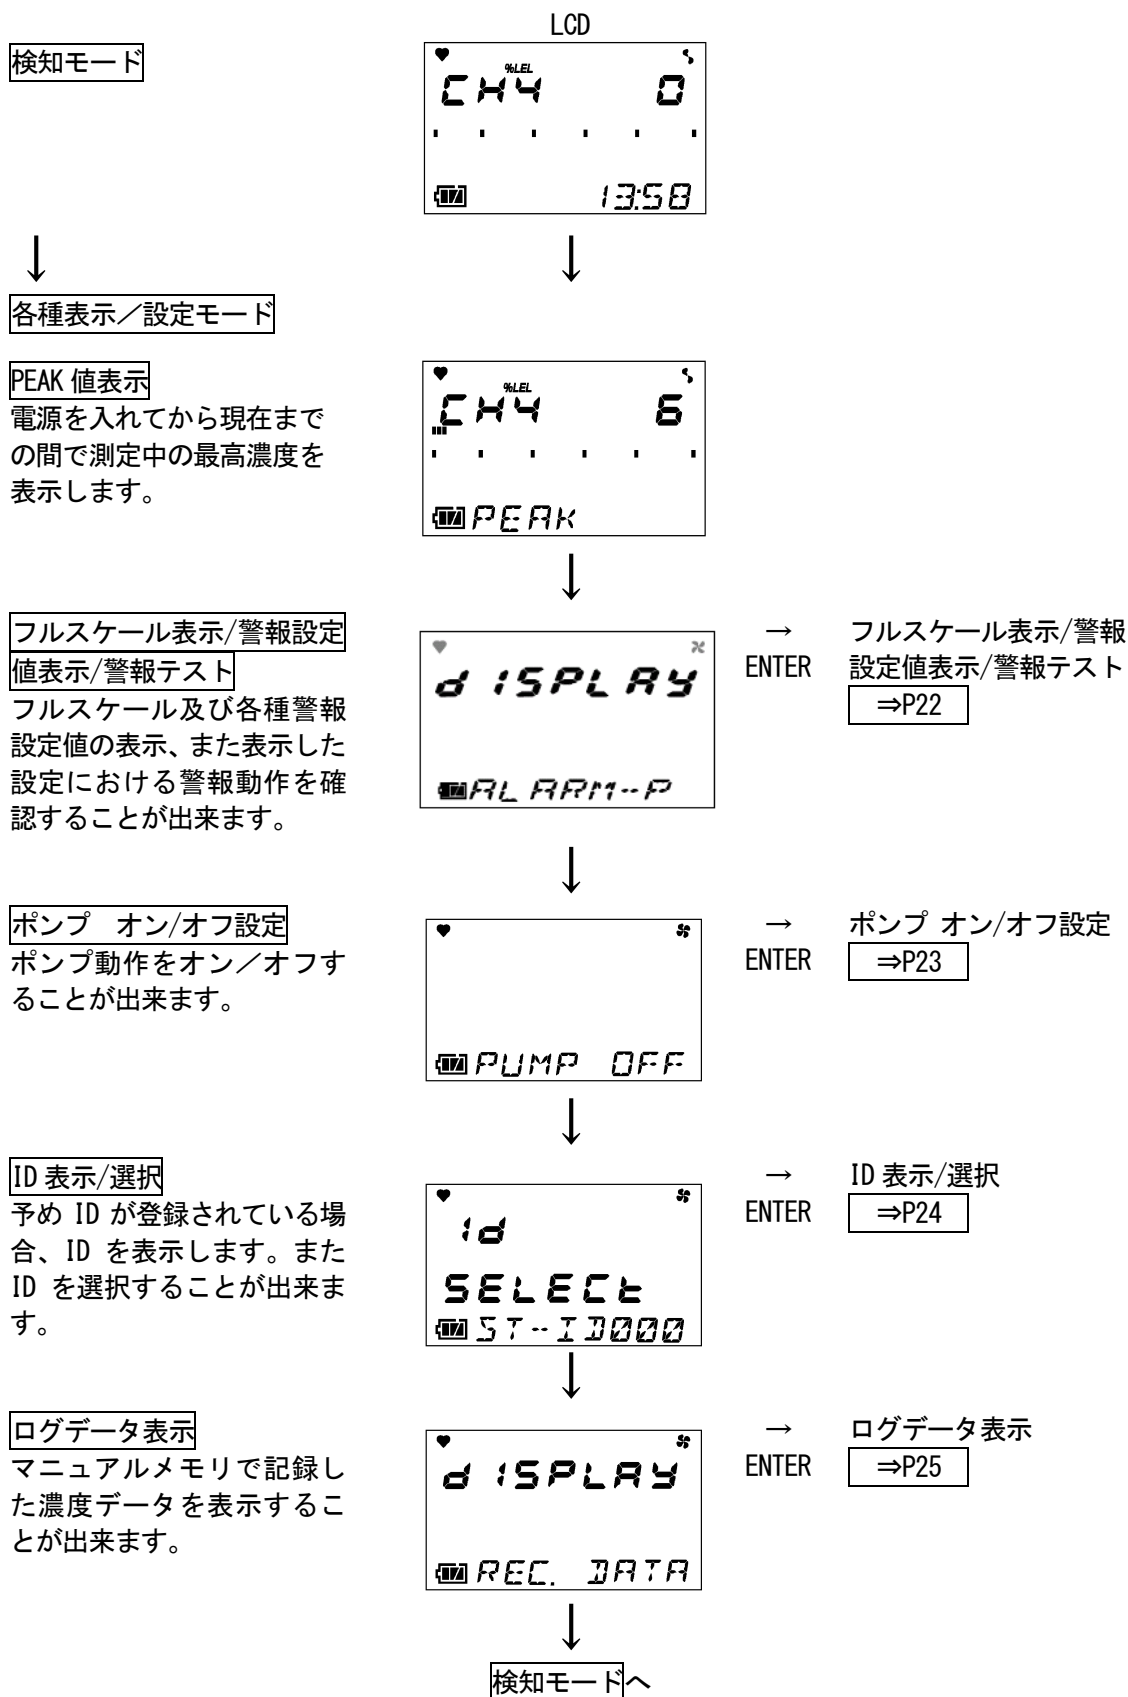 LCD
検知モード
%LEL
CH4 0
13:58
↓ ↓
各種表示／設定モード
PEAK 値表示
電源を入れてから現在まで
の間で測定中の最高濃度を
表示します。
%LEL
CH4 6
PEAK
↓
フルスケール表示/警報設定
値表示/警報テスト
フルスケール及び各種警報
設定値の表示、また表示した
設定における警報動作を確
認することが出来ます。
dISPLAY
ALARM--P
→
ENTER
フルスケール表示/警報
設定値表示/警報テスト
⇒P22
↓
ポンプ　オン/オフ設定
ポンプ動作をオン／オフす
ることが出来ます。
PUMP OFF
→
ENTER
ポンプ オン/オフ設定
⇒P23
↓
ID 表示/選択
予め ID が登録されている場
合、ID を表示します。また
ID を選択することが出来ま
す。
id
SELECt
ST--ID000
→
ENTER
ID 表示/選択
⇒P24
↓
ログデータ表示
マニュアルメモリで記録し
た濃度データを表示するこ
とが出来ます。
dISPLAY
REC. DATA
→
ENTER
ログデータ表示
⇒P25
↓
検知モードへ